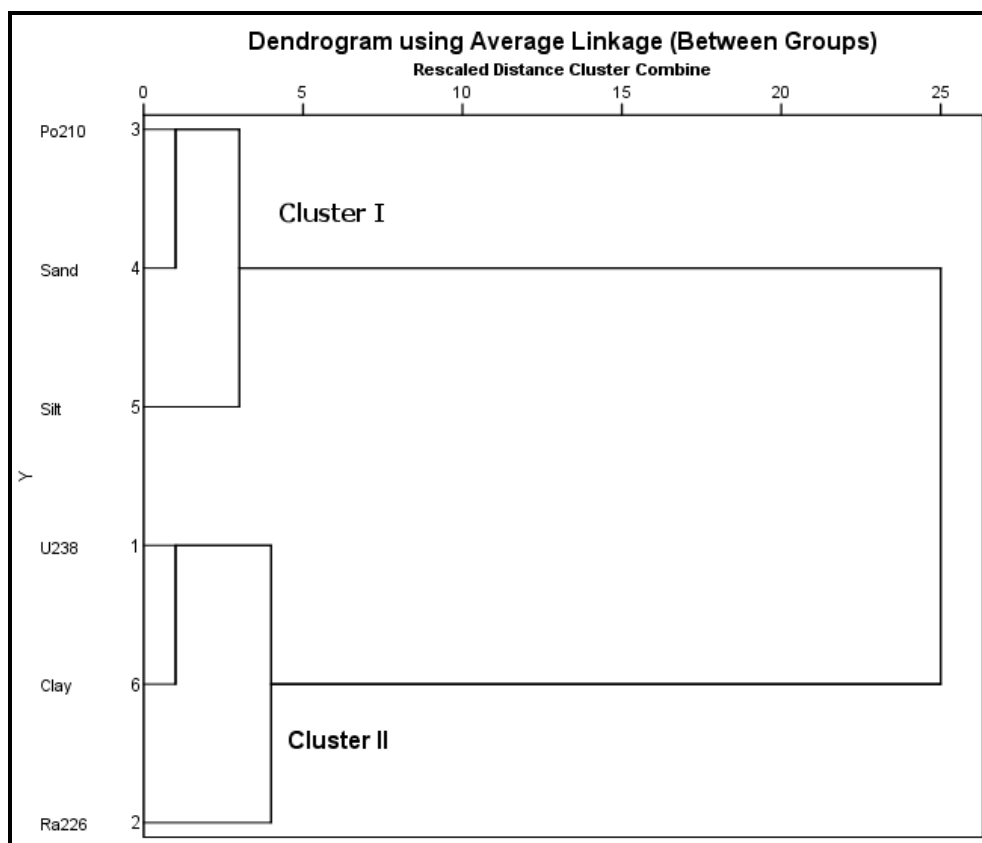 Dendrogram using Average Linkage (Between Groups)
Rescaled Distance Cluster Combine
0 5 10 15 20 25
Po210 3
Cluster I
Sand 4
Silt 5
Y
U238 1
Clay 6
Cluster II
Ra226 2